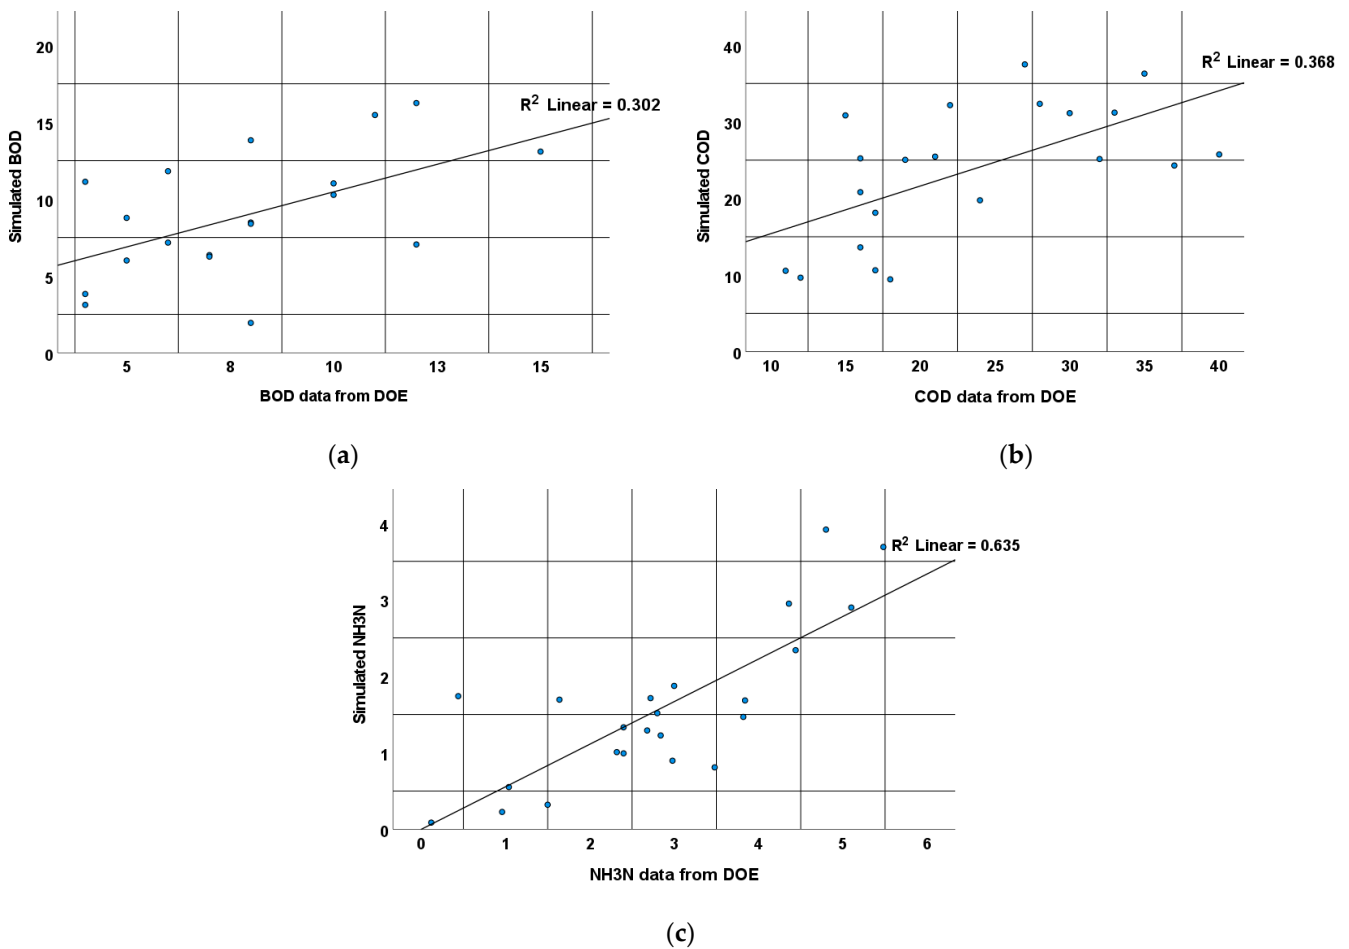 20
15
10
5
0
Simulated BOD
R2 Linear = 0.302
5 8 10 13 15
BOD data from DOE
(a)
40
30
20
10
0
Simulated COD
R2 Linear = 0.368
10 15 20 25 30 35 40
COD data from DOE
(b)
4
3
2
1
0
Simulated NH3N
R2 Linear = 0.635
0 1 2 3 4 5 6
NH3N data from DOE
(c)